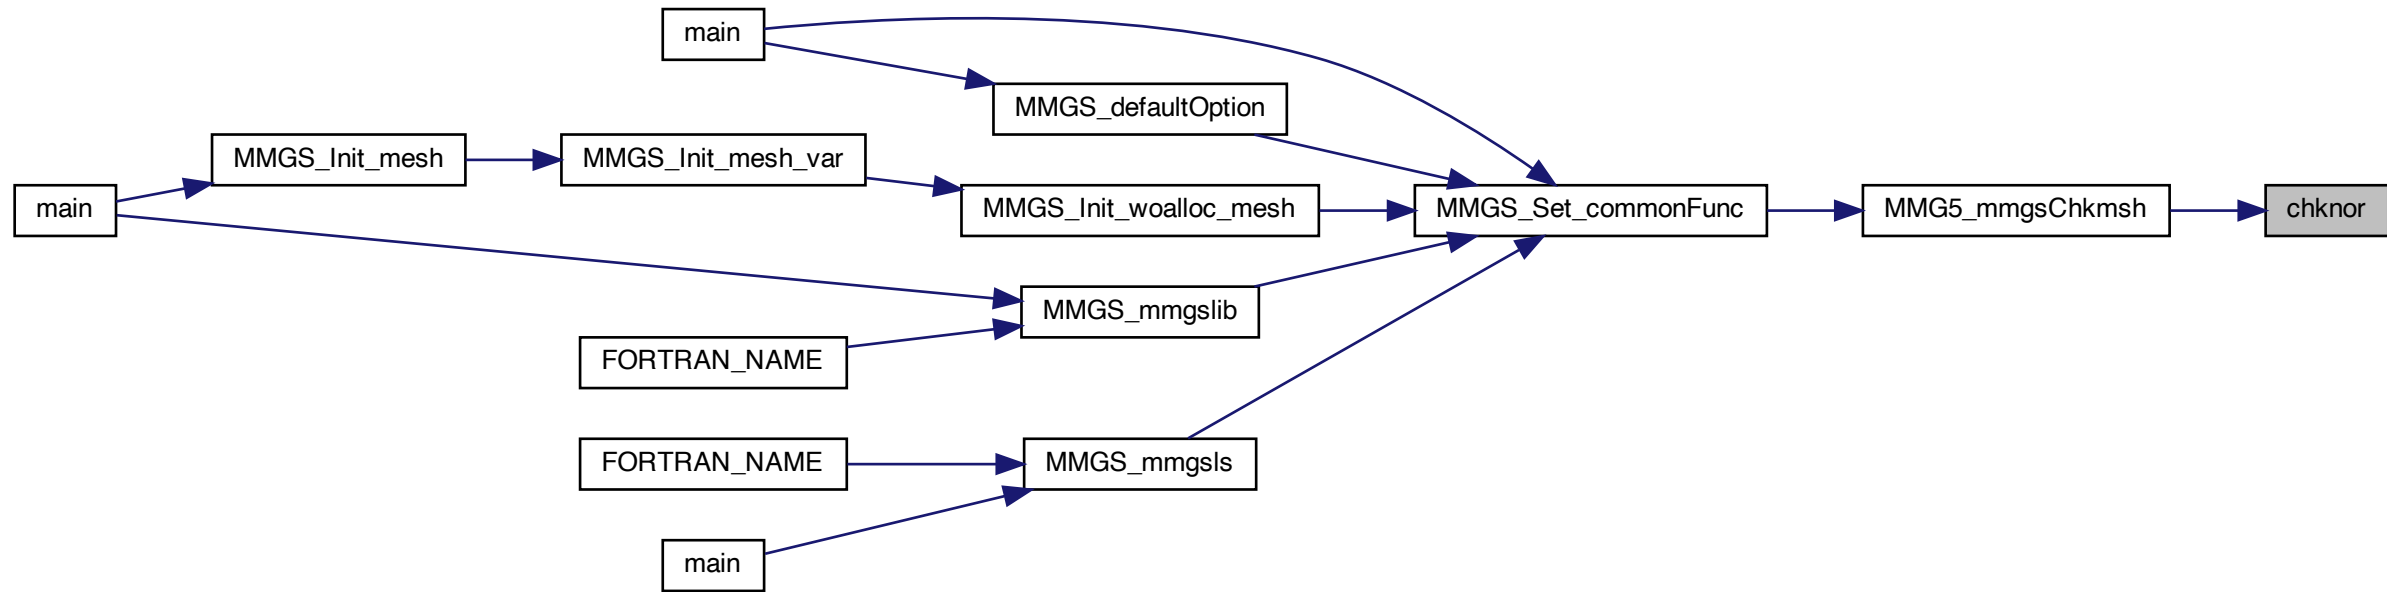 main
MMGS_defaultOption
MMGS_Init_mesh
MMGS_Init_mesh_var
main
MMGS_Init_woalloc_mesh
MMGS_Set_commonFunc
MMG5_mmgsChkmsh
chknor
MMGS_mmgslib
FORTRAN_NAME
FORTRAN_NAME
MMGS_mmgsls
main